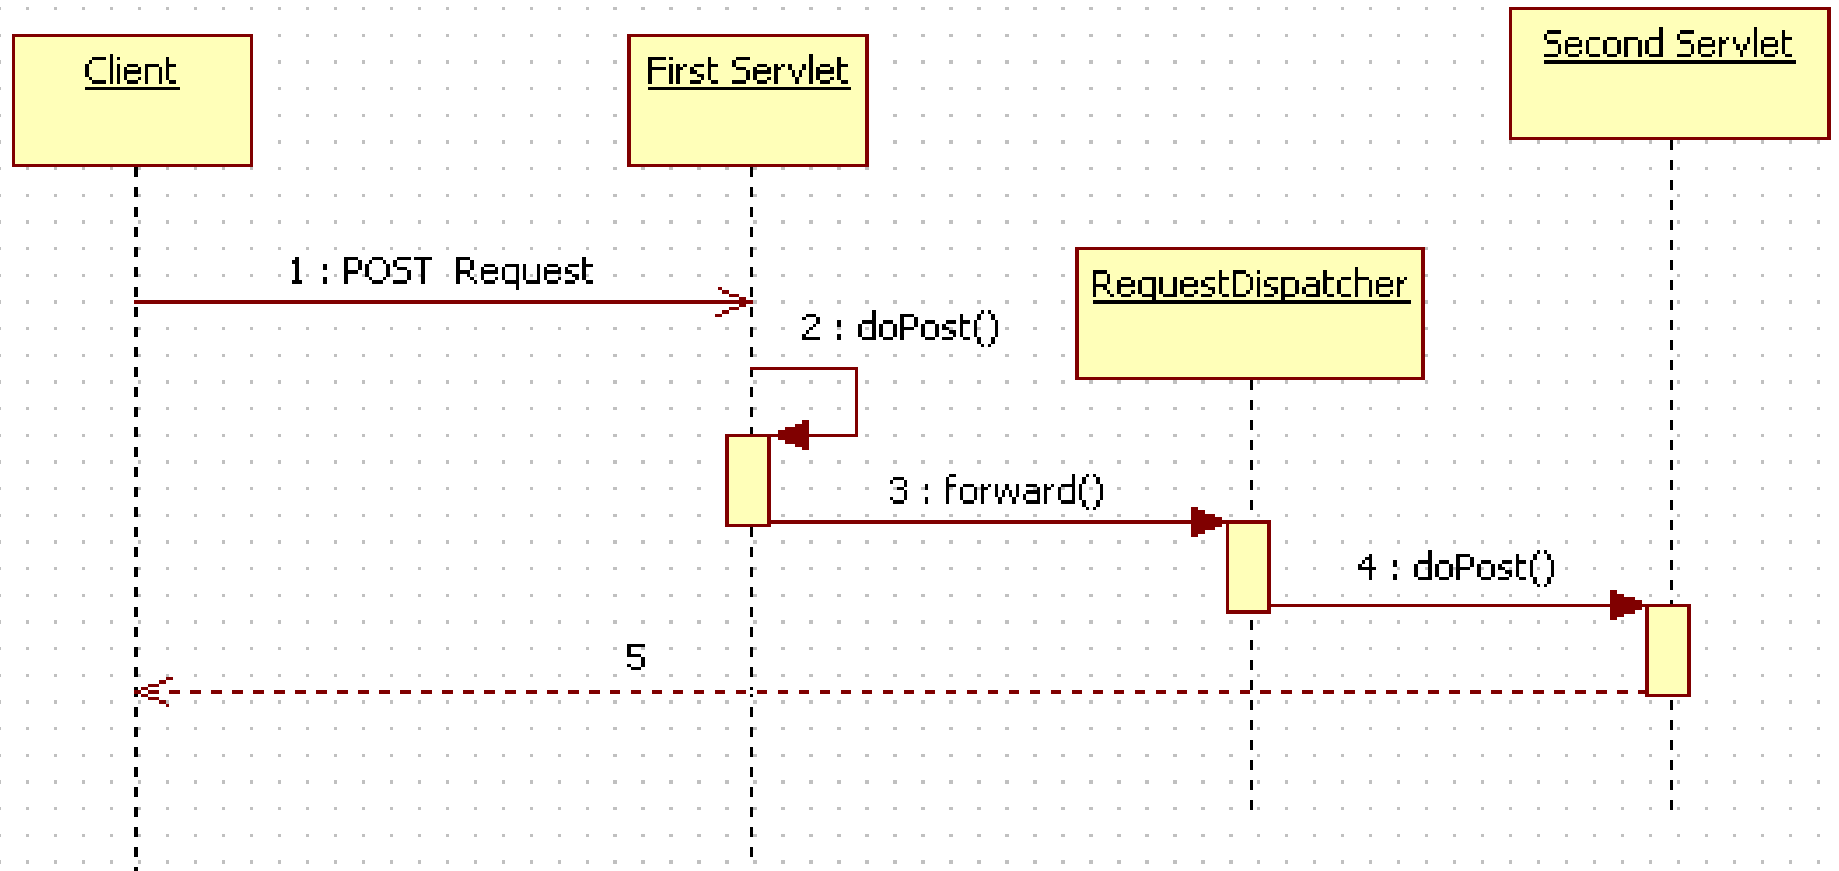 Client
First Servlet
Second Servlet
1 : POST Request
RequestDispatcher
2 : doPost()
3 : forward()
4 : doPost()
5